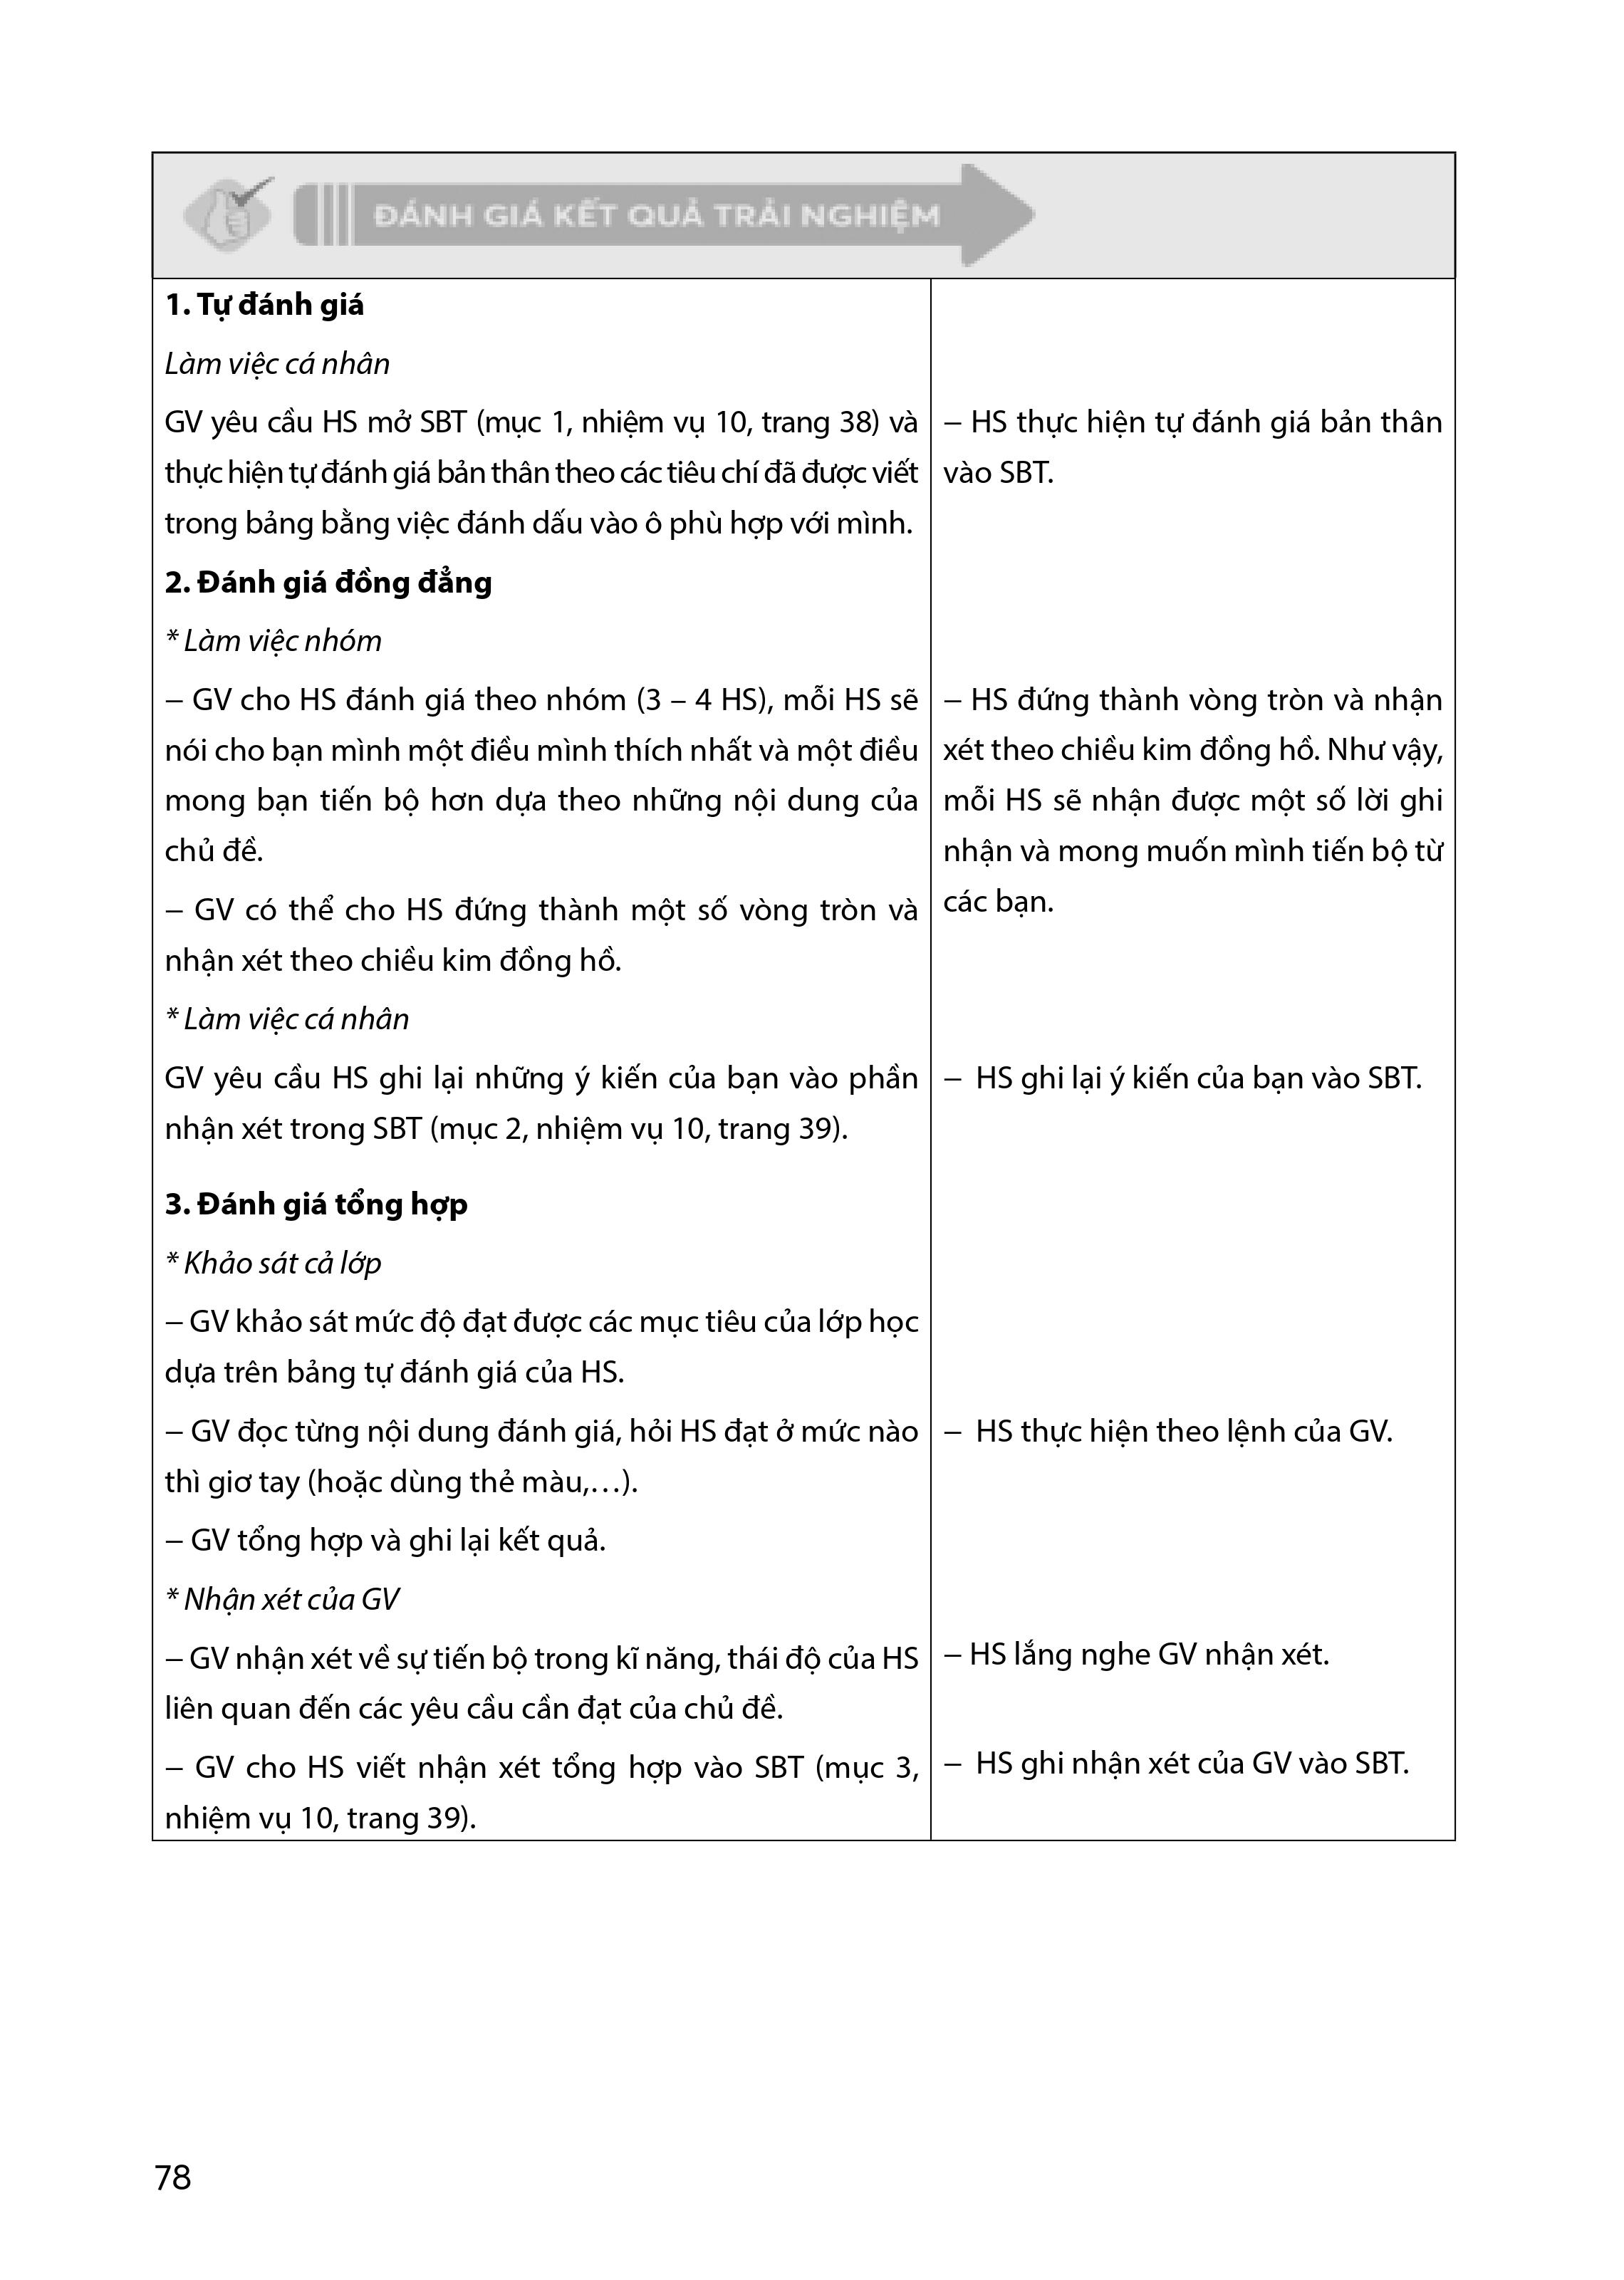 ĐÁNH GIÁ KẾT QUẢ TRẢI NGHIỆM
1. Tự đánh giá
Làm việc cá nhân
GV yêu cầu HS mở SBT (mục 1, nhiệm vụ 10, trang 38) và
thực hiện tự đánh giá bản thân theo các tiêu chí đã được viết
trong bảng bằng việc đánh dấu vào ô phù hợp với mình.
2. Đánh giá đồng đẳng
* Làm việc nhóm
– GV cho HS đánh giá theo nhóm (3 – 4 HS), mỗi HS sẽ
nói cho bạn mình một điều mình thích nhất và một điều
mong bạn tiến bộ hơn dựa theo những nội dung của
chủ đề.
– GV có thể cho HS đứng thành một số vòng tròn và
nhận xét theo chiều kim đồng hồ.
* Làm việc cá nhân
GV yêu cầu HS ghi lại những ý kiến của bạn vào phần
nhận xét trong SBT (mục 2, nhiệm vụ 10, trang 39).
3. Đánh giá tổng hợp
* Khảo sát cả lớp
– GV khảo sát mức độ đạt được các mục tiêu của lớp học
dựa trên bảng tự đánh giá của HS.
– GV đọc từng nội dung đánh giá, hỏi HS đạt ở mức nào
thì giơ tay (hoặc dùng thẻ màu,…).
– GV tổng hợp và ghi lại kết quả.
* Nhận xét của GV
– GV nhận xét về sự tiến bộ trong kĩ năng, thái độ của HS
liên quan đến các yêu cầu cần đạt của chủ đề.
– GV cho HS viết nhận xét tổng hợp vào SBT (mục 3,
nhiệm vụ 10, trang 39).
– HS thực hiện tự đánh giá bản thân
vào SBT.
– HS đứng thành vòng tròn và nhận
xét theo chiều kim đồng hồ. Như vậy,
mỗi HS sẽ nhận được một số lời ghi
nhận và mong muốn mình tiến bộ từ
các bạn.
– HS ghi lại ý kiến của bạn vào SBT.
– HS thực hiện theo lệnh của GV.
– HS lắng nghe GV nhận xét.
– HS ghi nhận xét của GV vào SBT.
78